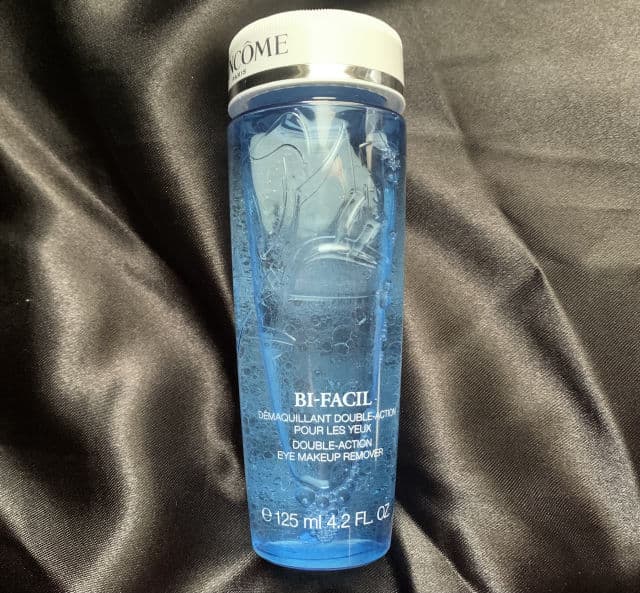 LANCÔME
PARIS
BI-FACIL
DÉMAQUILLANT DOUBLE-ACTION
POUR LES YEUX
DOUBLE-ACTION
EYE MAKEUP REMOVER
℮ 125 ml 4.2 FL. OZ